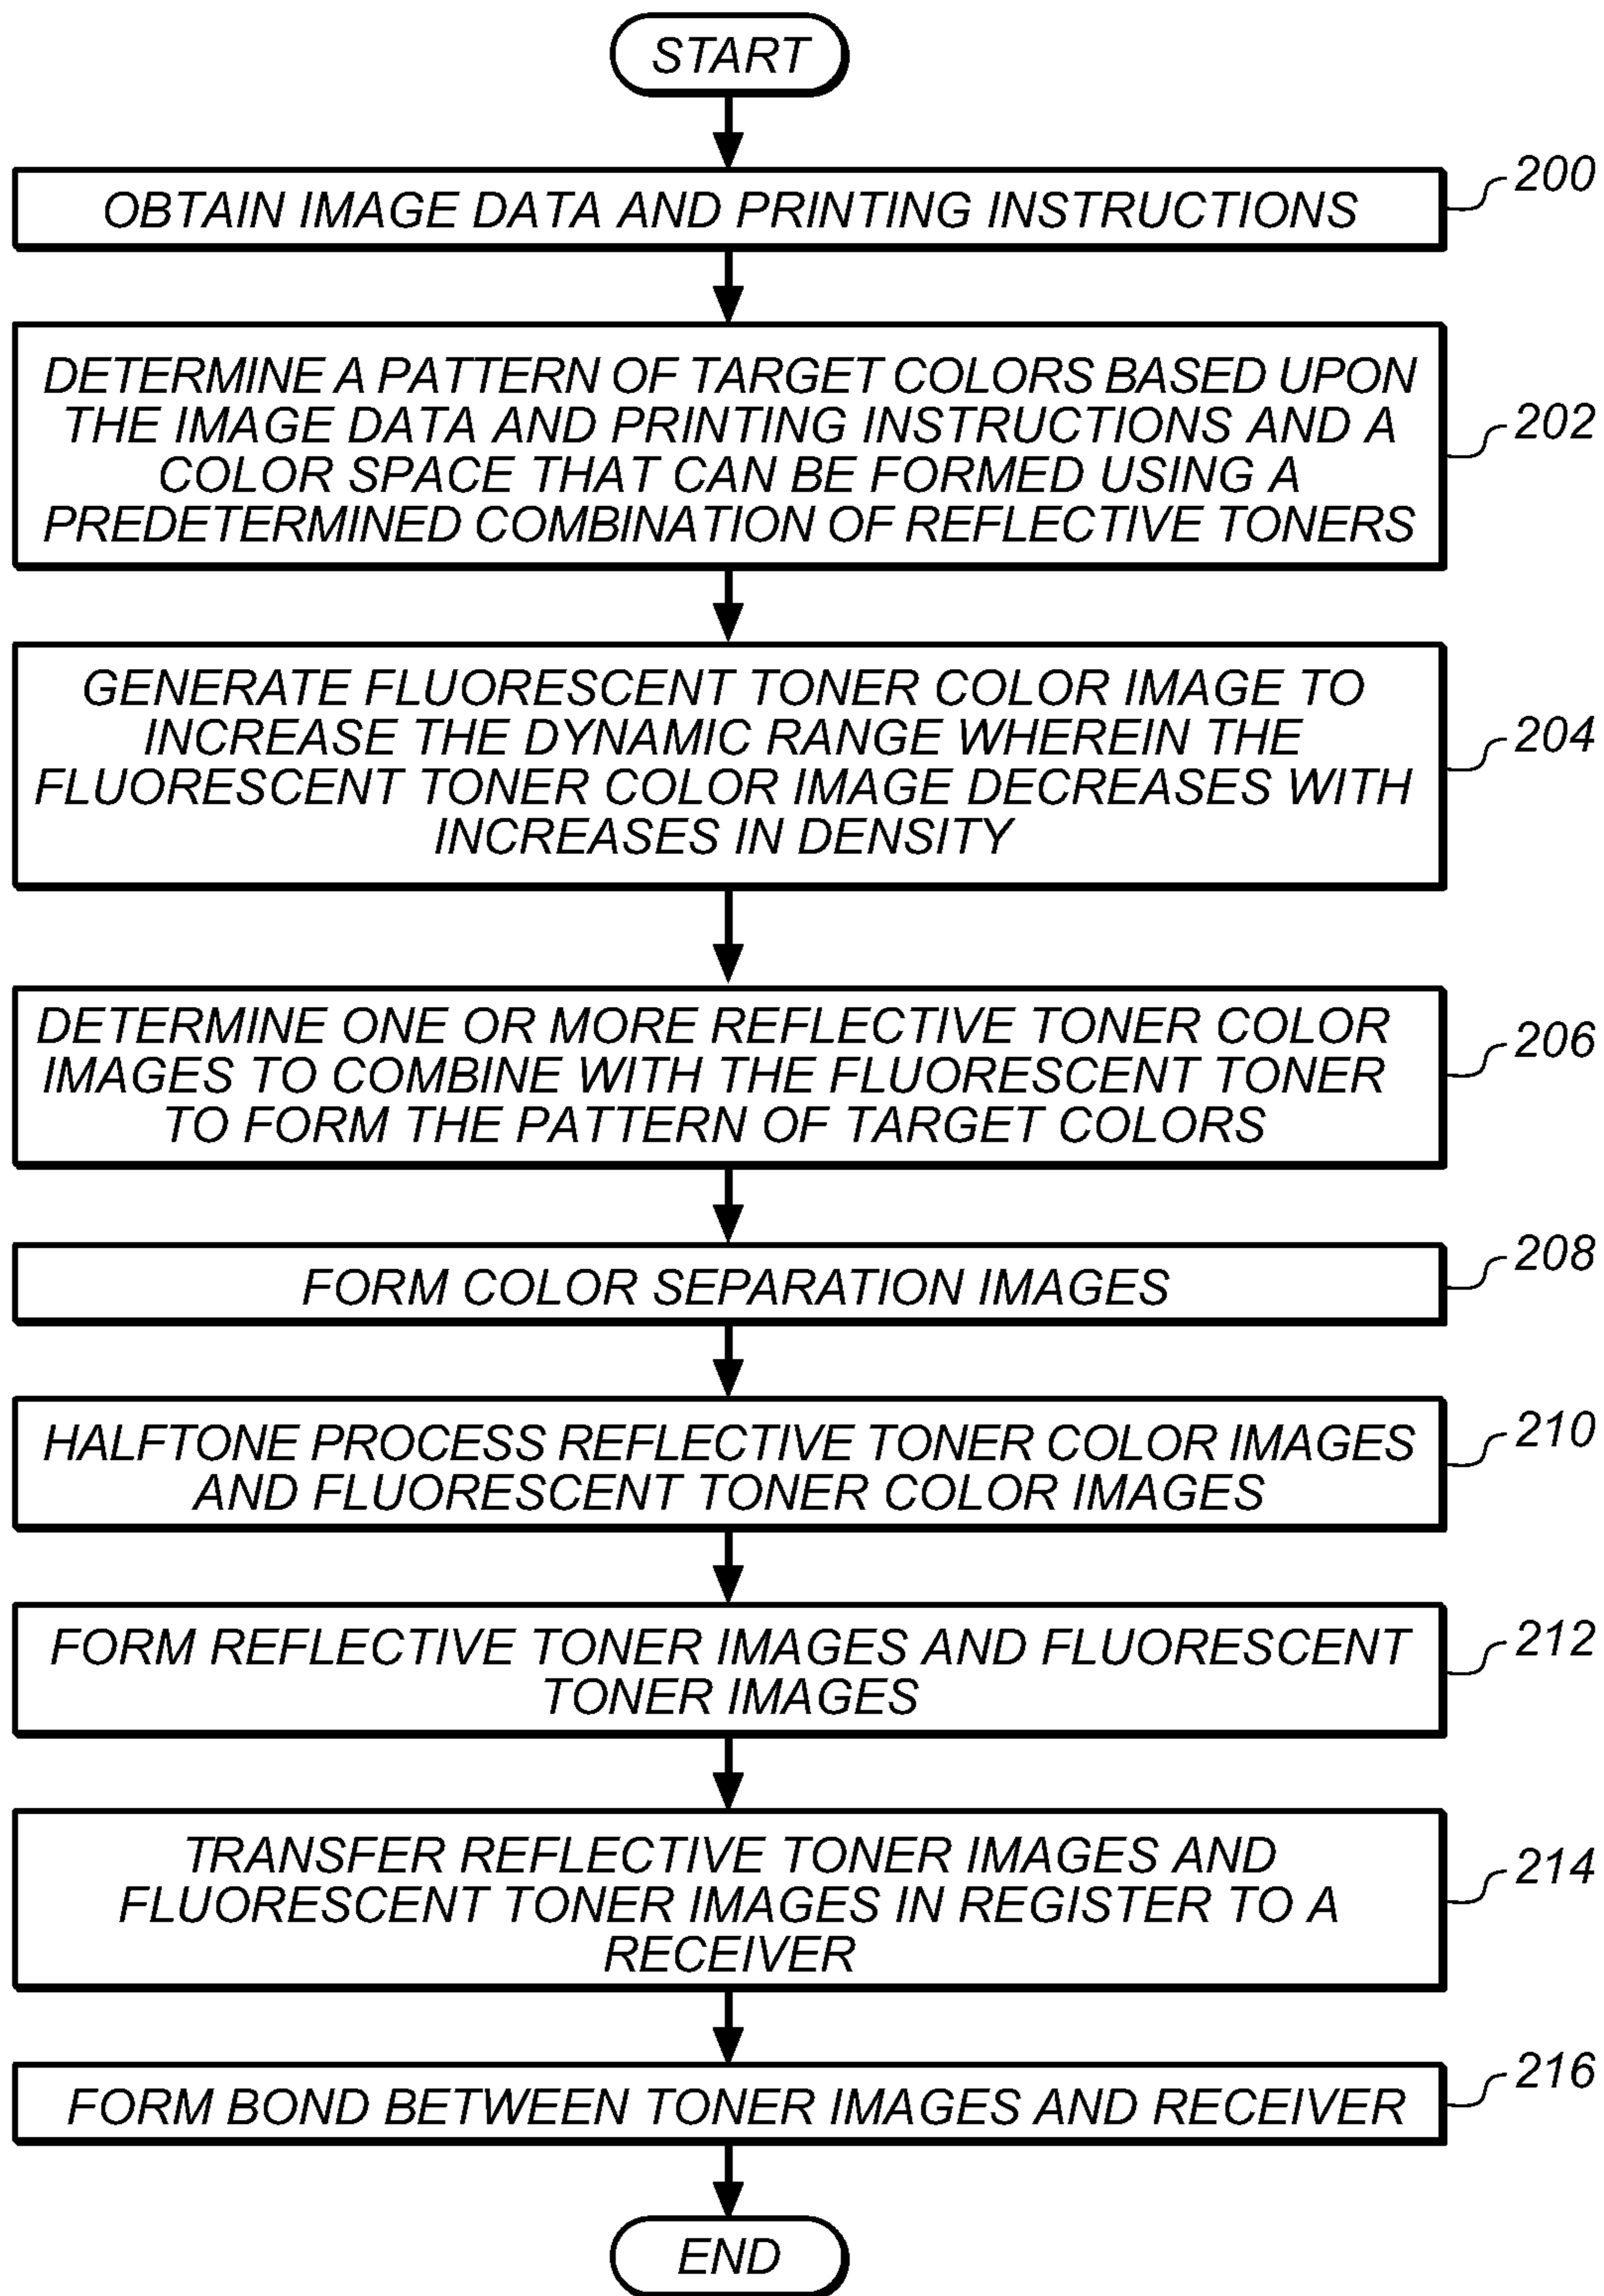 START
OBTAIN IMAGE DATA AND PRINTING INSTRUCTIONS
200
DETERMINE A PATTERN OF TARGET COLORS BASED UPON
THE IMAGE DATA AND PRINTING INSTRUCTIONS AND A
COLOR SPACE THAT CAN BE FORMED USING A
PREDETERMINED COMBINATION OF REFLECTIVE TONERS
202
GENERATE FLUORESCENT TONER COLOR IMAGE TO
INCREASE THE DYNAMIC RANGE WHEREIN THE
FLUORESCENT TONER COLOR IMAGE DECREASES WITH
INCREASES IN DENSITY
204
DETERMINE ONE OR MORE REFLECTIVE TONER COLOR
IMAGES TO COMBINE WITH THE FLUORESCENT TONER
TO FORM THE PATTERN OF TARGET COLORS
206
FORM COLOR SEPARATION IMAGES
208
HALFTONE PROCESS REFLECTIVE TONER COLOR IMAGES
AND FLUORESCENT TONER COLOR IMAGES
210
FORM REFLECTIVE TONER IMAGES AND FLUORESCENT
TONER IMAGES
212
TRANSFER REFLECTIVE TONER IMAGES AND
FLUORESCENT TONER IMAGES IN REGISTER TO A
RECEIVER
214
FORM BOND BETWEEN TONER IMAGES AND RECEIVER
216
END